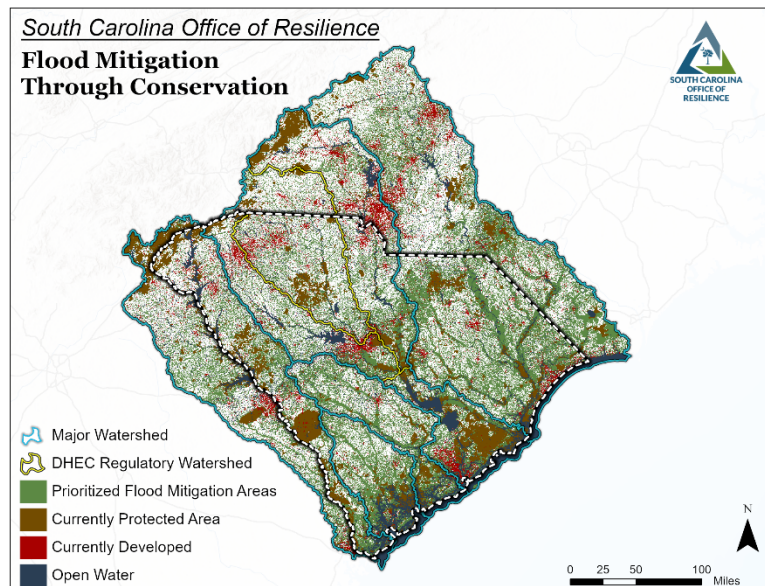 South Carolina Office of Resilience
Flood Mitigation
Through Conservation
SOUTH CAROLINA
OFFICE OF
RESILIENCE
Major Watershed
DHEC Regulatory Watershed
Prioritized Flood Mitigation Areas
Currently Protected Area
Currently Developed
Open Water
N
0 25 50 100
Miles